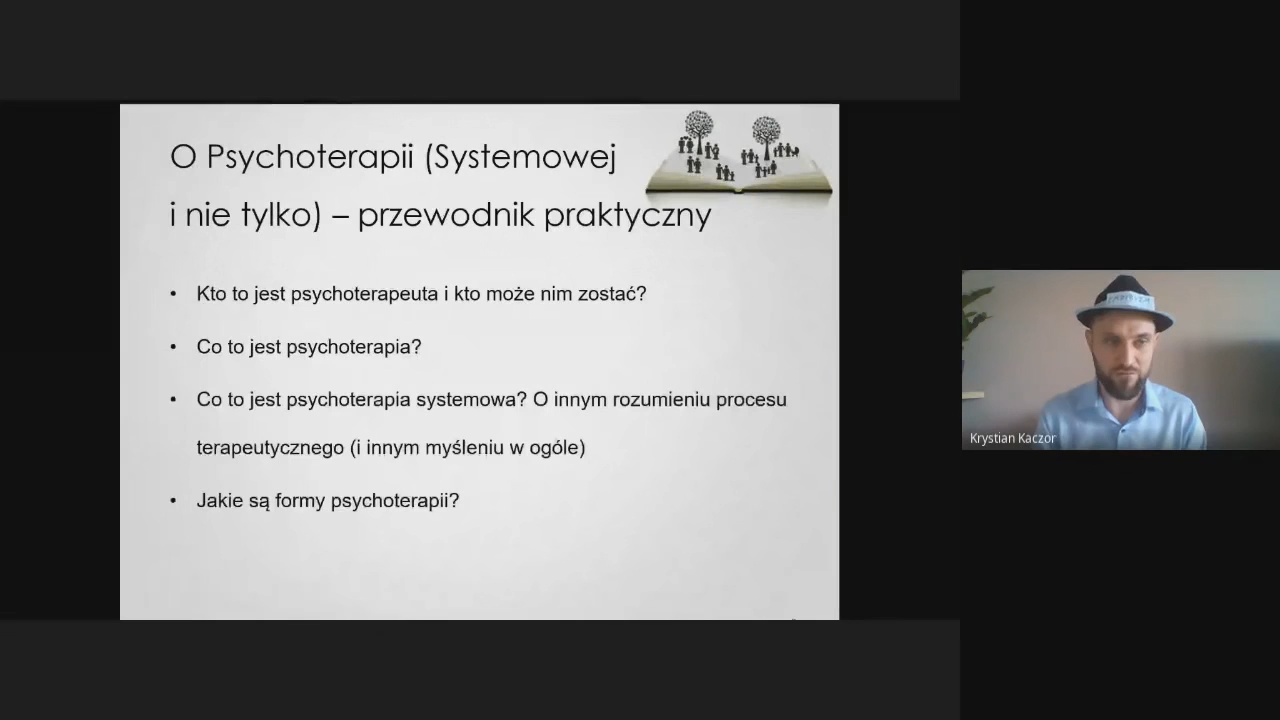 O Psychoterapii (Systemowej
i nie tylko) – przewodnik praktyczny
• Kto to jest psychoterapeuta i kto może nim zostać?
• Co to jest psychoterapia?
• Co to jest psychoterapia systemowa? O innym rozumieniu procesu
terapeutycznego (i innym myśleniu w ogóle)
• Jakie są formy psychoterapii?
Krystian Kaczor